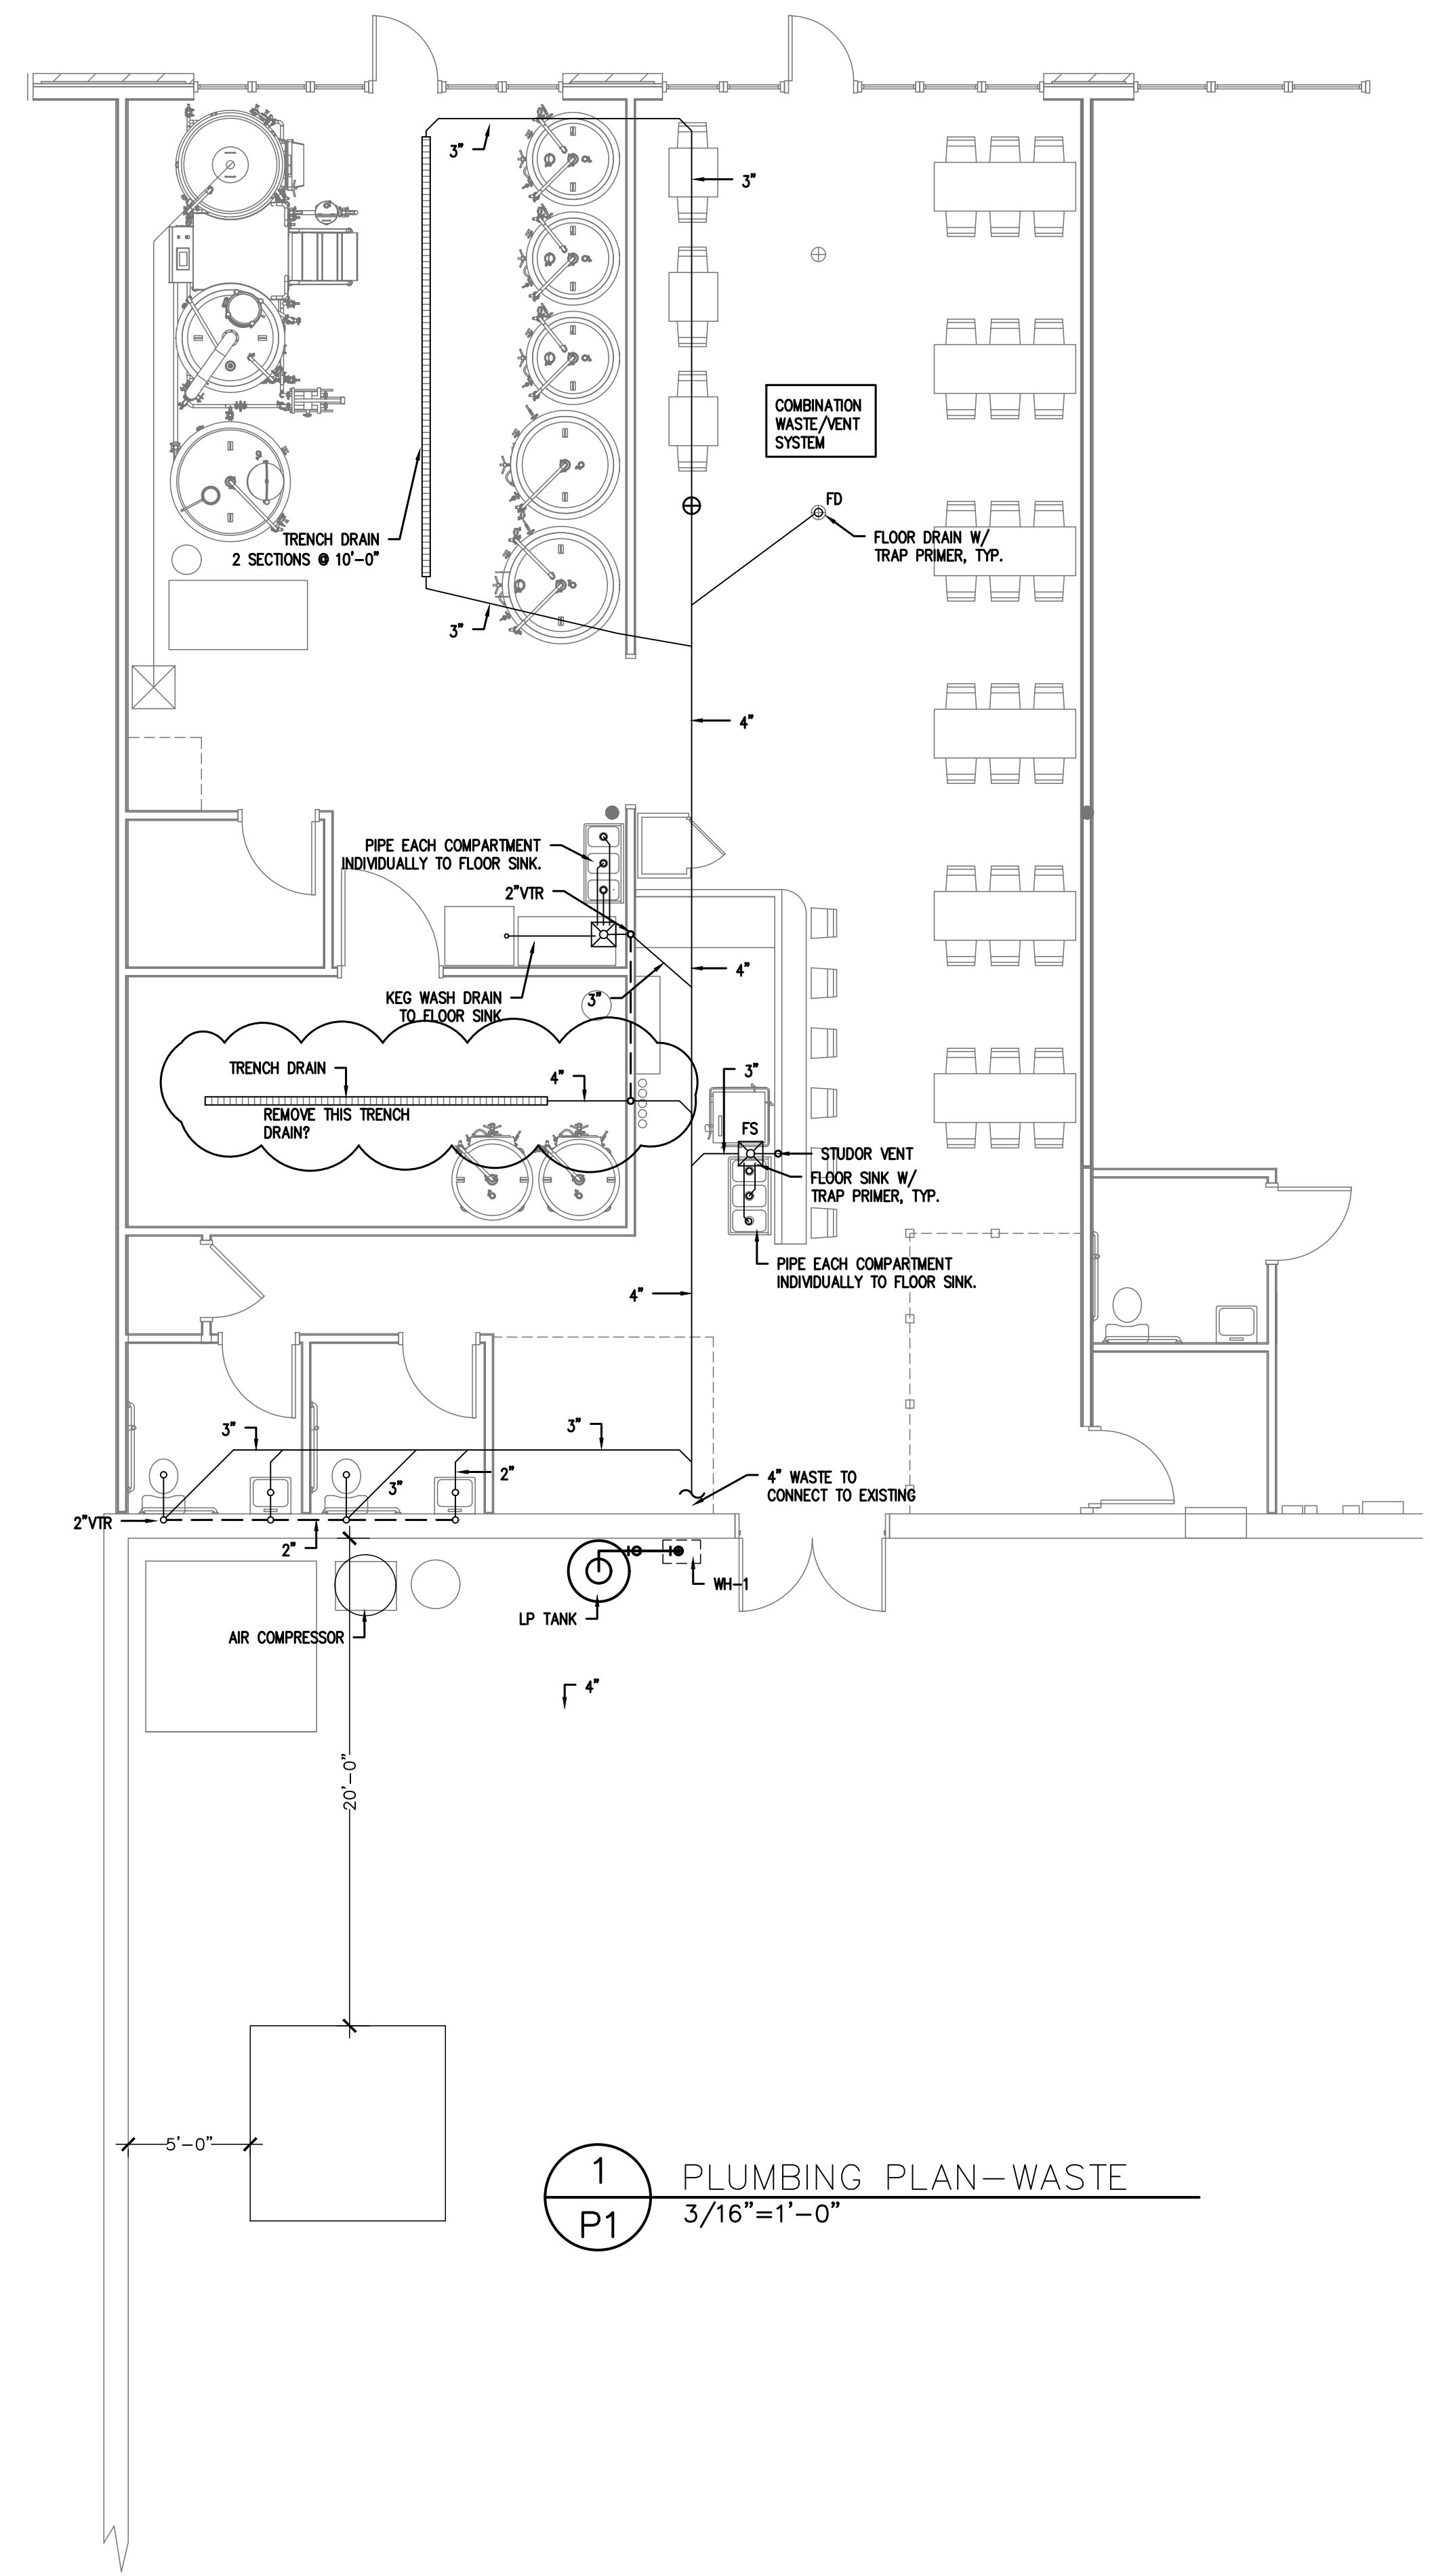 3"
3"
COMBINATION
WASTE/VENT
SYSTEM
FD
FLOOR DRAIN W/
TRAP PRIMER, TYP.
TRENCH DRAIN
2 SECTIONS @ 10'-0"
3"
4"
PIPE EACH COMPARTMENT
INDIVIDUALLY TO FLOOR SINK.
2"VTR
4"
KEG WASH DRAIN
TO FLOOR SINK
3"
TRENCH DRAIN
4"
3"
REMOVE THIS TRENCH
DRAIN?
FS
STUDOR VENT
FLOOR SINK W/
TRAP PRIMER, TYP.
PIPE EACH COMPARTMENT
INDIVIDUALLY TO FLOOR SINK.
4"
3"
3"
2"
3"
4" WASTE TO
CONNECT TO EXISTING
2"VTR
2"
WH-1
LP TANK
AIR COMPRESSOR
4"
20'-0"
5'-0"
1
P1
PLUMBING PLAN-WASTE
3/16"=1'-0"